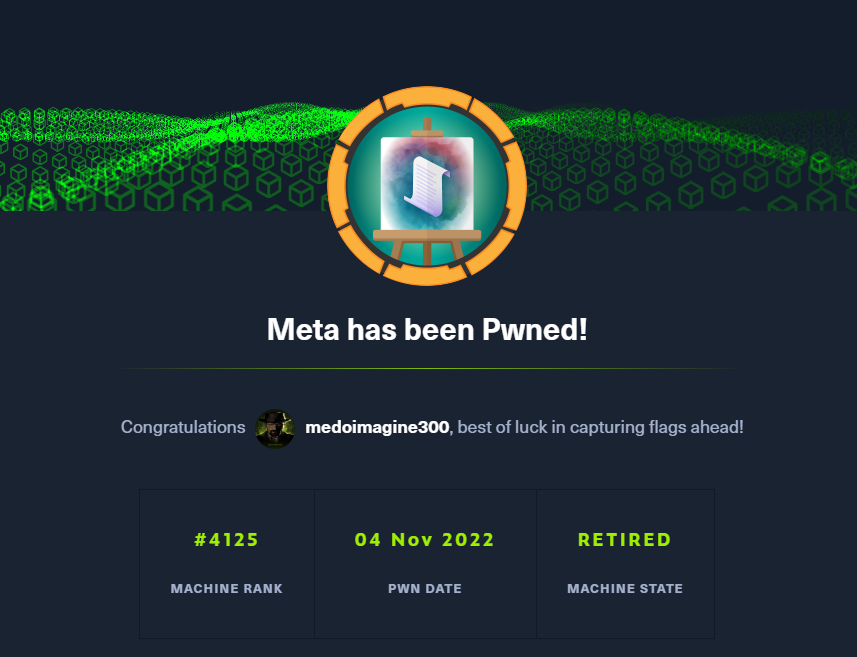 Meta has been Pwned!
Congratulations medoimagine300, best of luck in capturing flags ahead!
#4125 04 Nov 2022 RETIRED
MACHINE RANK PWN DATE MACHINE STATE